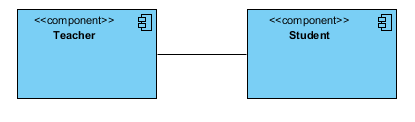 <<component>>
Teacher
<<component>>
Student